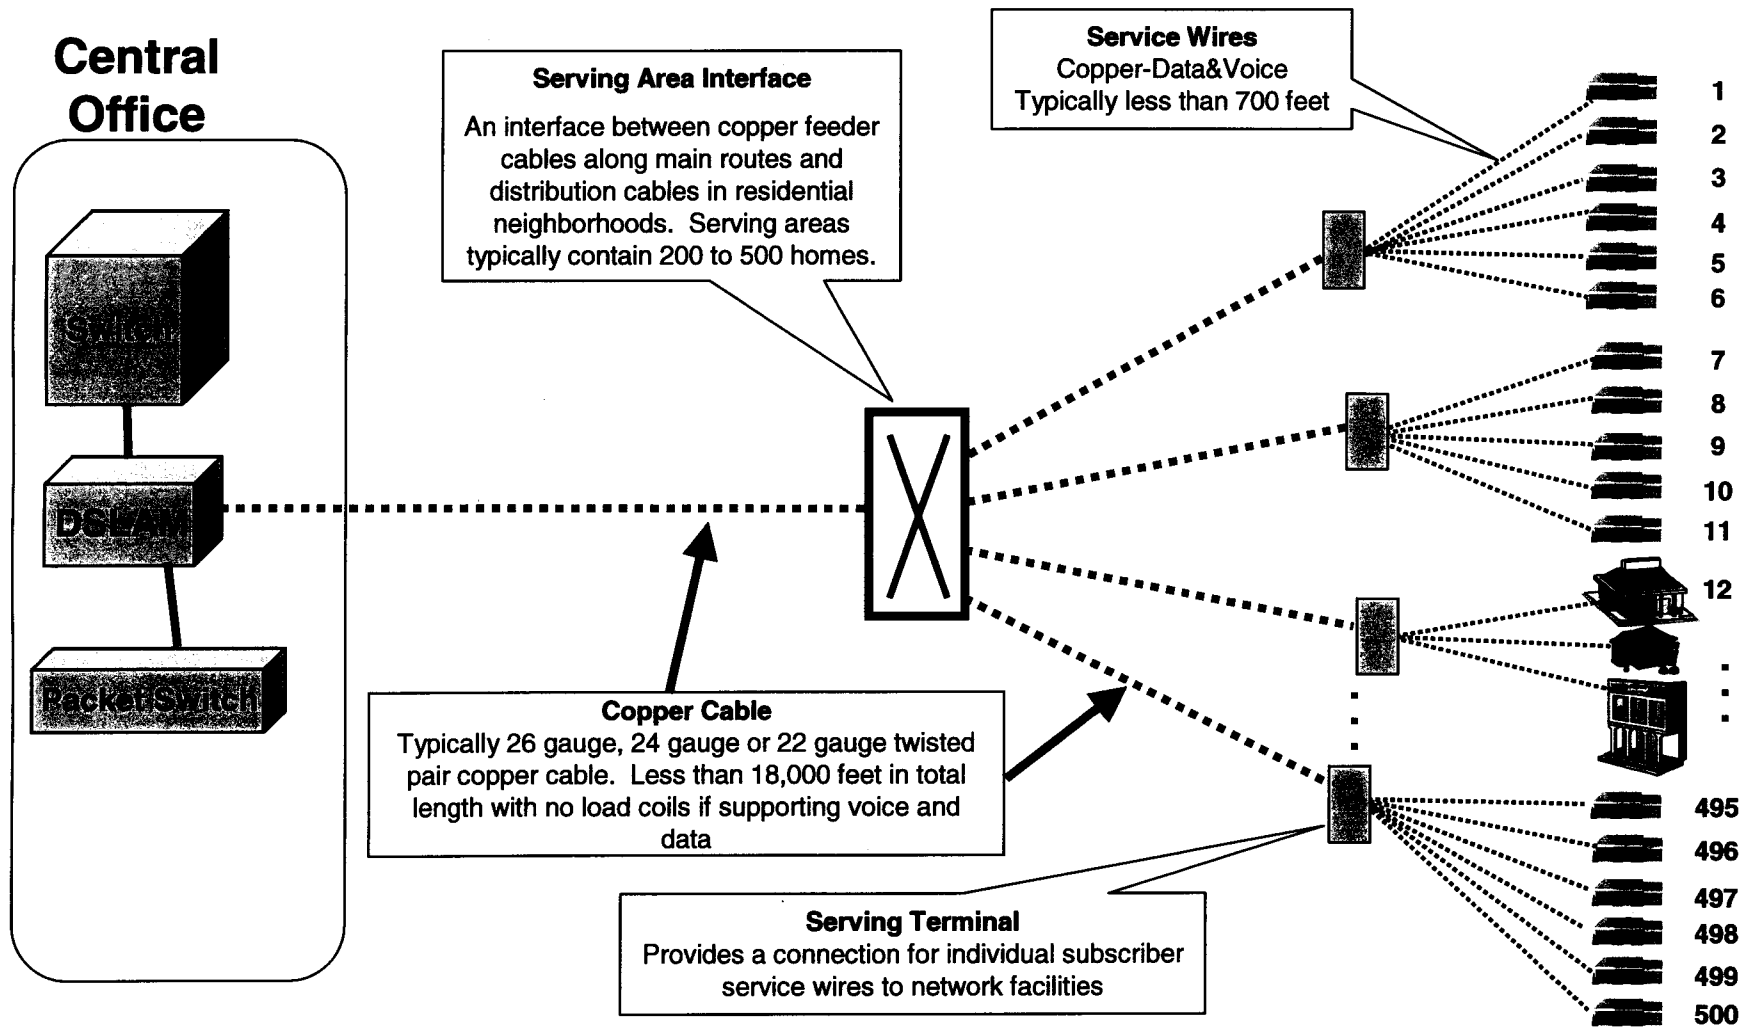 Central
Office
Switch
DSLAM
Packet Switch
Serving Area Interface
An interface between copper feeder
cables along main routes and
distribution cables in residential
neighborhoods. Serving areas
typically contain 200 to 500 homes.
Service Wires
Copper-Data&Voice
Typically less than 700 feet
Copper Cable
Typically 26 gauge, 24 gauge or 22 gauge twisted
pair copper cable. Less than 18,000 feet in total
length with no load coils if supporting voice and
data
Serving Terminal
Provides a connection for individual subscriber
service wires to network facilities
1
2
3
4
5
6
7
8
9
10
11
12
495
496
497
498
499
500